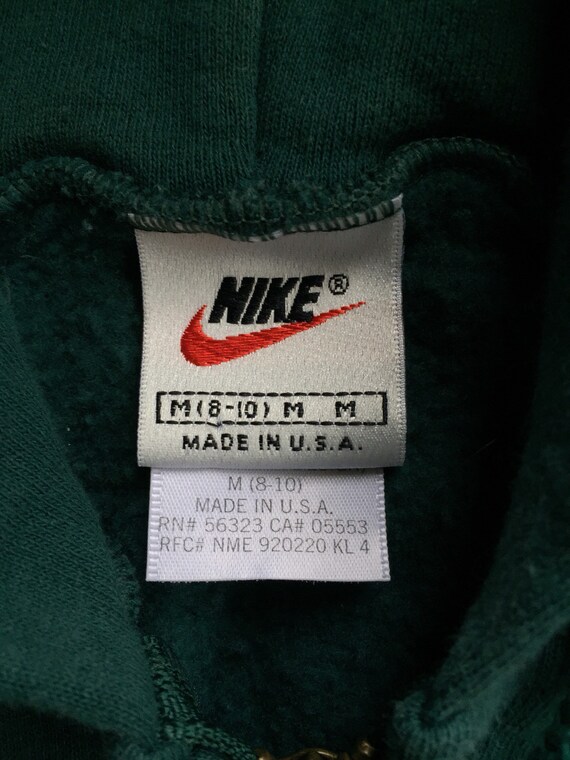 NIKE®
M (8-10) M M
MADE IN U.S.A.
M (8-10)
MADE IN U.S.A.
RN# 56323 CA# 05553
RFC# NME 920220 KL 4